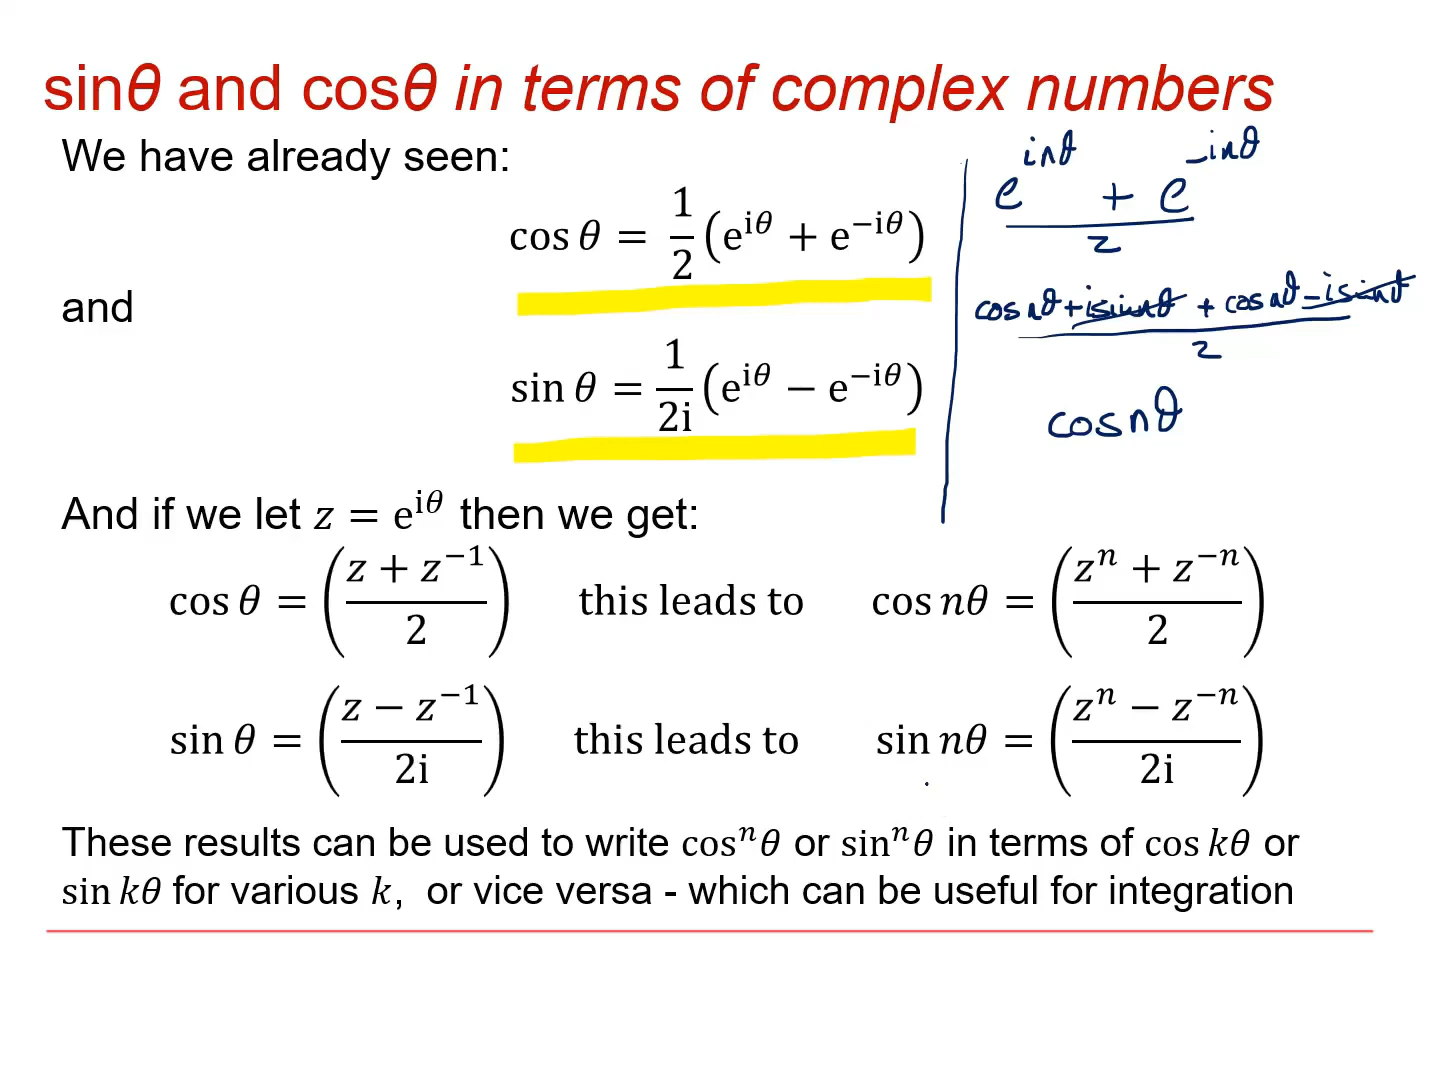 sinθ and cosθ in terms of complex numbers
We have already seen:
cos θ = 1/2 (e^{iθ} + e^{−iθ})
and
sin θ = 1/2i (e^{iθ} − e^{−iθ})
e^{inθ} + e^{−inθ}
2
cos nθ + i sin nθ + cos nθ − i sin nθ
2
cos nθ
And if we let z = e^{iθ} then we get:
cos θ = ((z + z^{−1})/2) this leads to cos nθ = ((z^n + z^{−n})/2)
sin θ = ((z − z^{−1})/2i) this leads to sin nθ = ((z^n − z^{−n})/2i)
These results can be used to write cos^n θ or sin^n θ in terms of cos kθ or
sin kθ for various k, or vice versa - which can be useful for integration